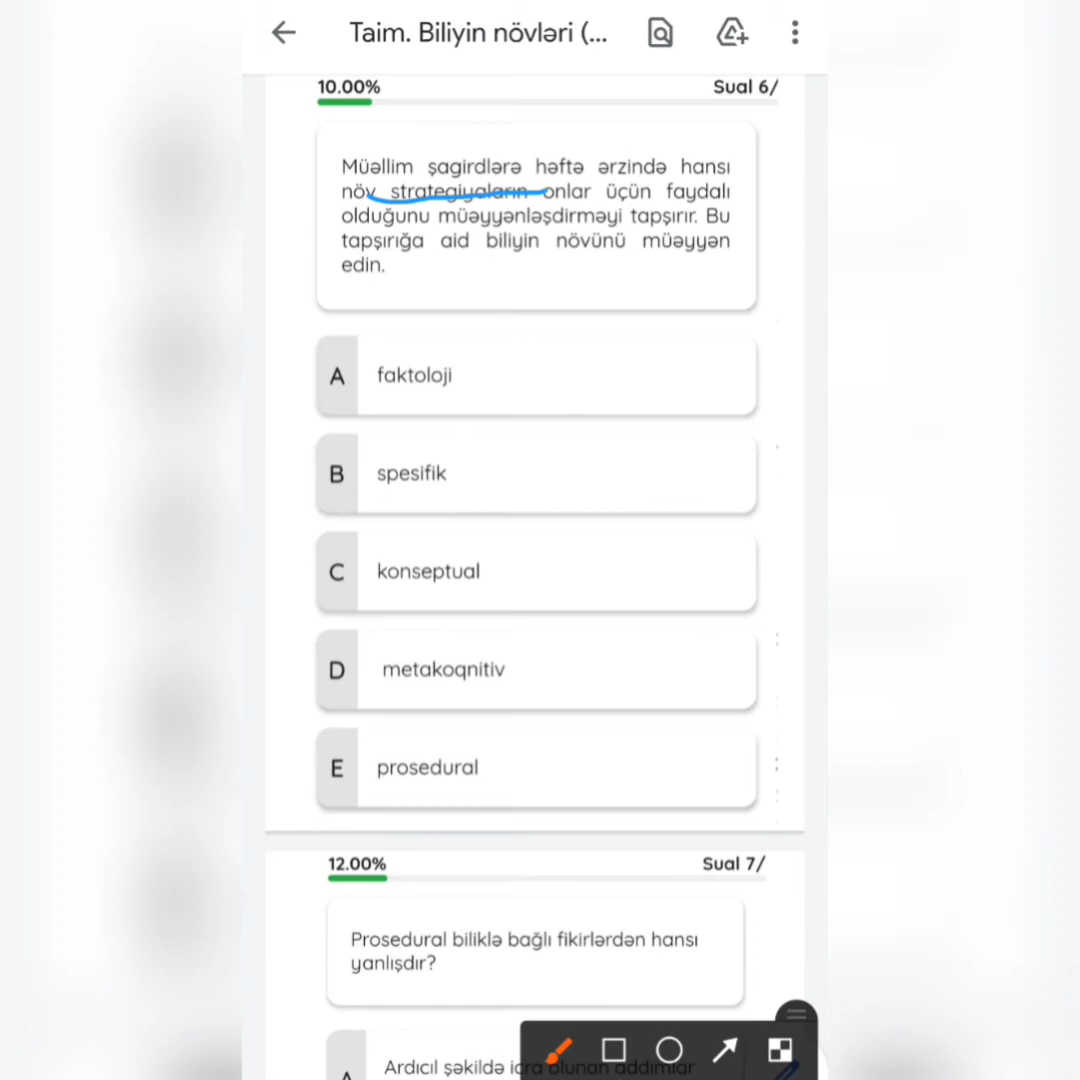 Taim. Biliyin növləri (...
10.00% Sual 6/
Müəllim şagirdlərə həftə ərzində hansı
növ strategiyaların onlar üçün faydalı
olduğunu müəyyənləşdirməyi tapşırır. Bu
tapşırığa aid biliyin növünü müəyyən
edin.
A faktoloji
B spesifik
C konseptual
D metakoqnitiv
E prosedural
12.00% Sual 7/
Prosedural biliklə bağlı fikirlərdən hansı
yanlışdır?
A Ardıcıl şəkildə icra olunan addımlar